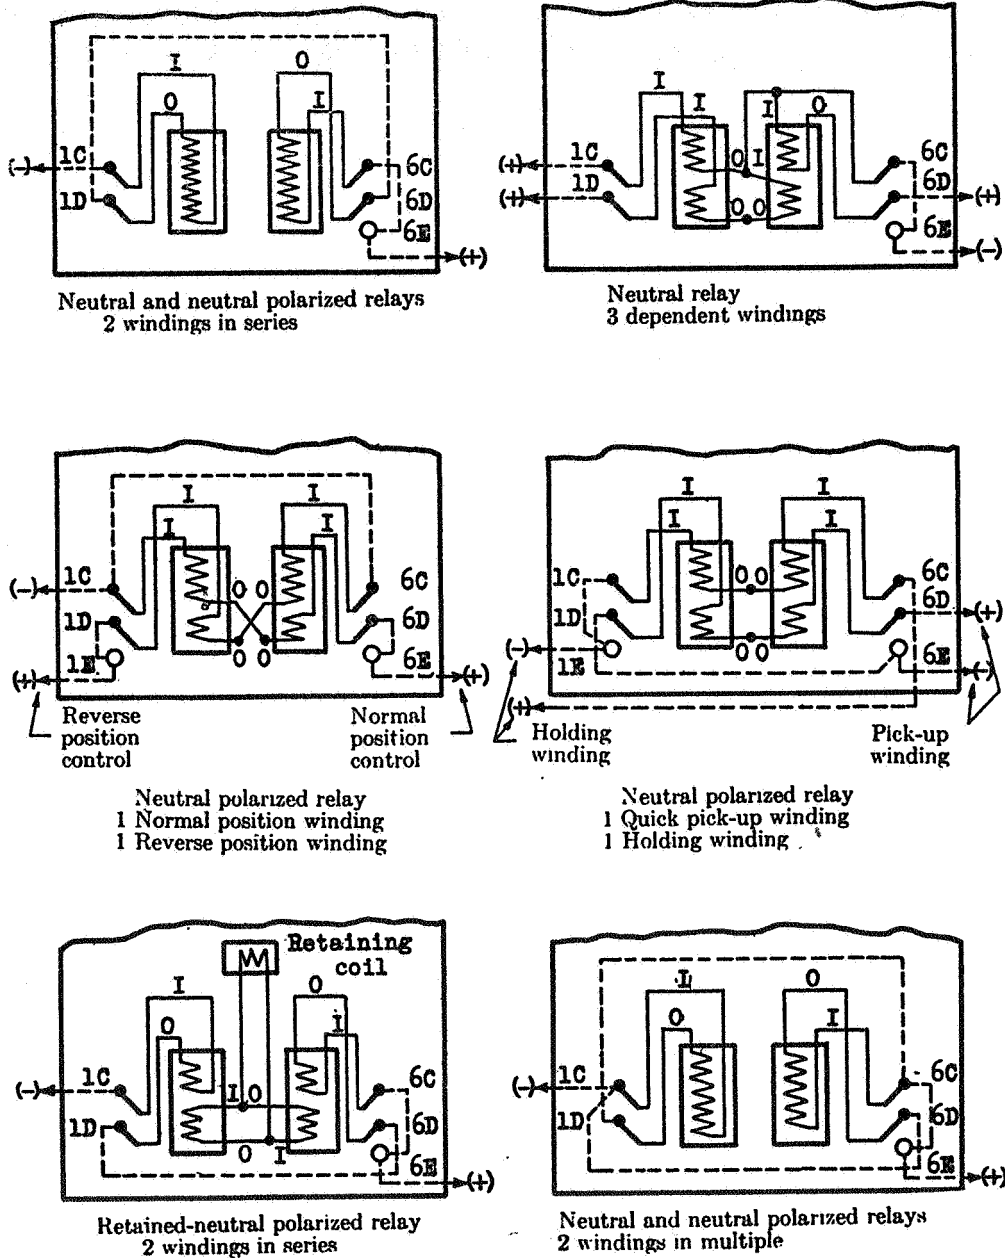 I O
O I
(-) 1C 6C
1D 6D
6E
(+)
Neutral and neutral polarized relays
2 windings in series
I
I I O
(+) 1C O I 6C
(+) 1D 6D (+)
O O 6E
(-)
Neutral relay
3 dependent windings
I I
I I
(-) 1C O O 6C
1D 6D
1E O O 6E
(+) (+)
Reverse
position
control
Normal
position
control
Neutral polarized relay
1 Normal position winding
1 Reverse position winding
I I
I I
1C O O 6C
1D 6D (+)
(-) 1E O O 6E (-)
(+)
Holding
winding
Pick-up
winding
Neutral polarized relay
1 Quick pick-up winding
1 Holding winding
Retaining
coil
I O
O I
(-) 1C I O 6C
1D 6D
O I 6E
(+)
Retained-neutral polarized relay
2 windings in series
I O
O I
(-) 1C 6C
1D 6D
6E
(+)
Neutral and neutral polarized relays
2 windings in multiple